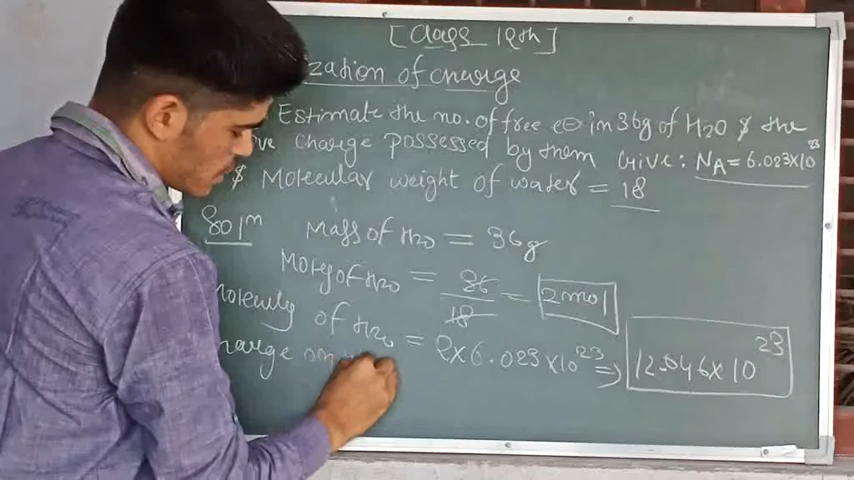 [Class 12th]
zation of charge
Estimate the no. of free e⊖ in 36g of H2O & the
ve charge possessed by them Give: NA = 6.023×10^23
& Molecular weight of water = 18
Sol^n
Mass of H2O = 36g
Moles of H2O = 36/18 = 2mol
Molecules of H2O = 2×6.023×10^23 ⇒ 12.046×10^23
harge on